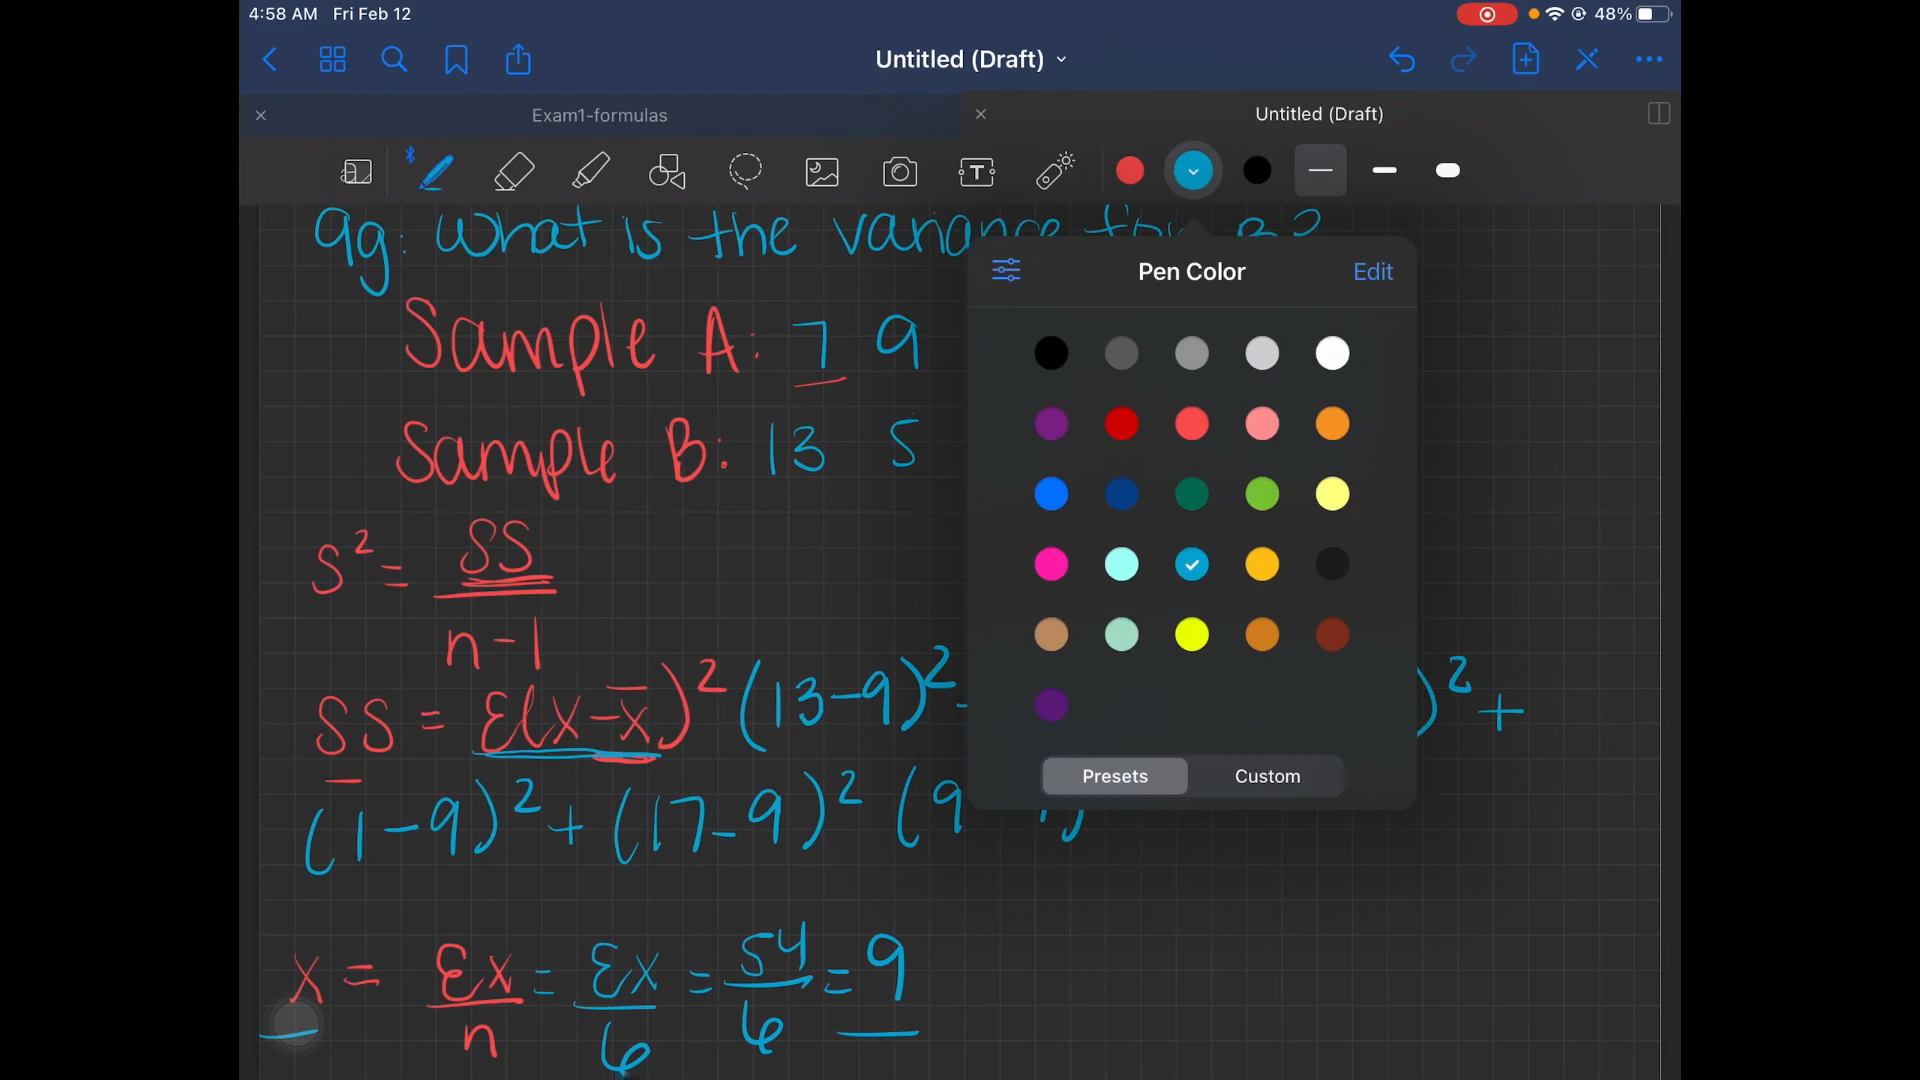 4:58 AM Fri Feb 12 48%
Untitled (Draft)
Exam1-formulas Untitled (Draft)
T
9g: What is the variance for B?
Pen Color Edit
Sample A: 7 9
Sample B: 13 5
S² = SS
n-1
SS = Σ(x-x̄)² (13-9)² )² +
(1-9)² + (17-9)² (9
Presets Custom
x = Σx = Σx = 54 = 9
n 6 6